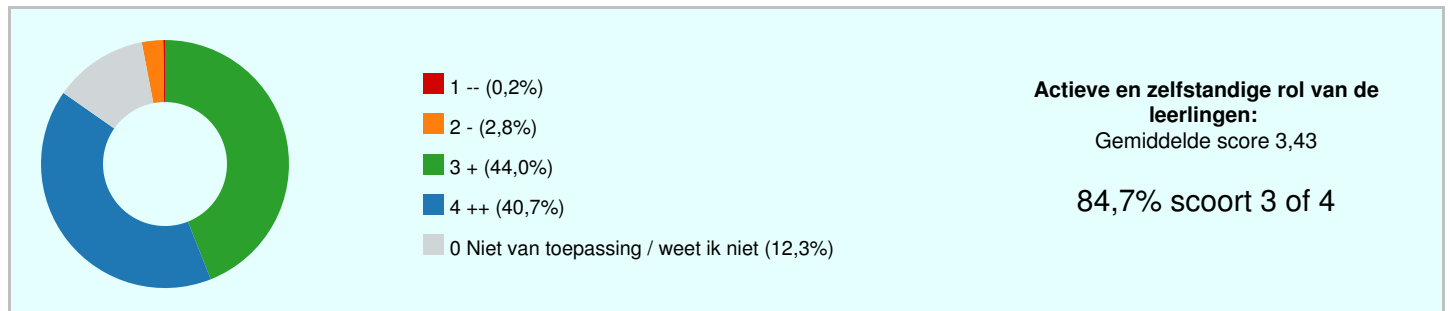 1 -- (0,2%)
2 - (2,8%)
3 + (44,0%)
4 ++ (40,7%)
0 Niet van toepassing / weet ik niet (12,3%)
Actieve en zelfstandige rol van de
leerlingen:
Gemiddelde score 3,43
84,7% scoort 3 of 4